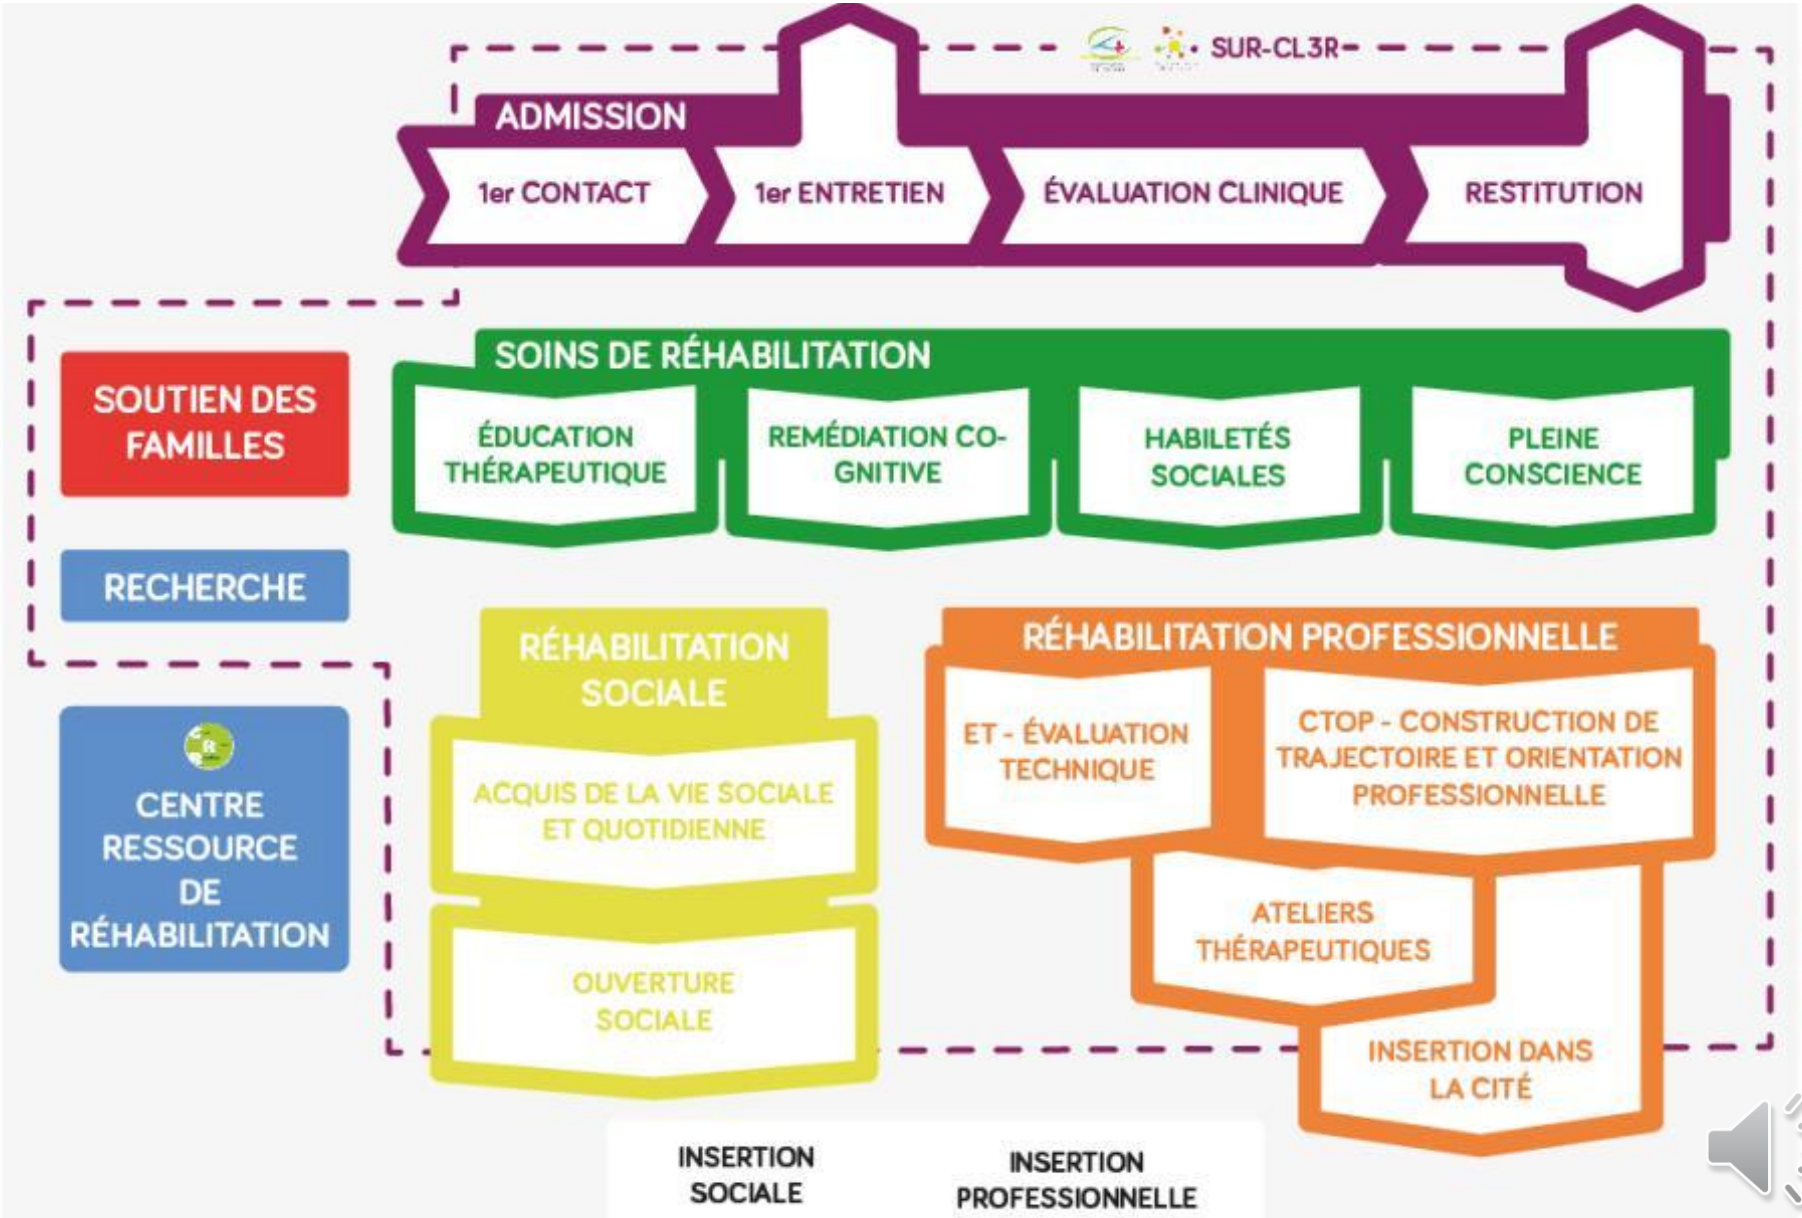 SUR-CL3R
ADMISSION
1er CONTACT
1er ENTRETIEN
ÉVALUATION CLINIQUE
RESTITUTION
SOUTIEN DES
FAMILLES
RECHERCHE
R
CENTRE
RESSOURCE
DE
RÉHABILITATION
SOINS DE RÉHABILITATION
ÉDUCATION
THÉRAPEUTIQUE
REMÉDIATION CO-
GNITIVE
HABILETÉS
SOCIALES
PLEINE
CONSCIENCE
RÉHABILITATION
SOCIALE
ACQUIS DE LA VIE SOCIALE
ET QUOTIDIENNE
OUVERTURE
SOCIALE
RÉHABILITATION PROFESSIONNELLE
ET - ÉVALUATION
TECHNIQUE
CTOP - CONSTRUCTION DE
TRAJECTOIRE ET ORIENTATION
PROFESSIONNELLE
ATELIERS
THÉRAPEUTIQUES
INSERTION DANS
LA CITÉ
INSERTION
SOCIALE
INSERTION
PROFESSIONNELLE